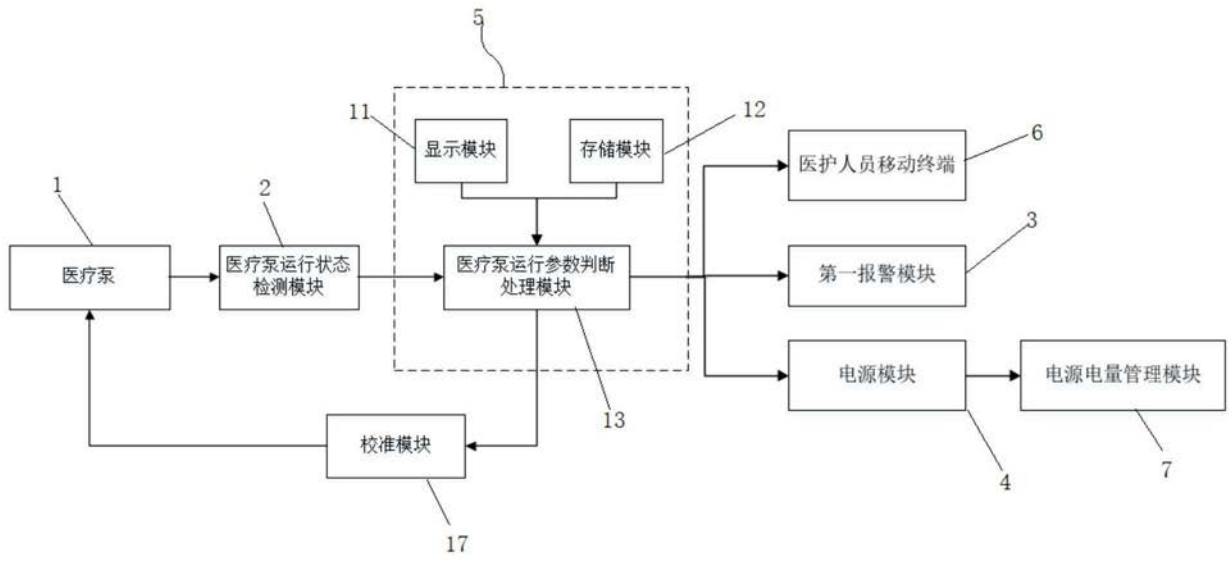 5
11
显示模块
存储模块
12
医护人员移动终端
6
1
医疗泵
2
医疗泵运行状态
检测模块
医疗泵运行参数判断
处理模块
13
第一报警模块
3
电源模块
4
电源电量管理模块
7
校准模块
17